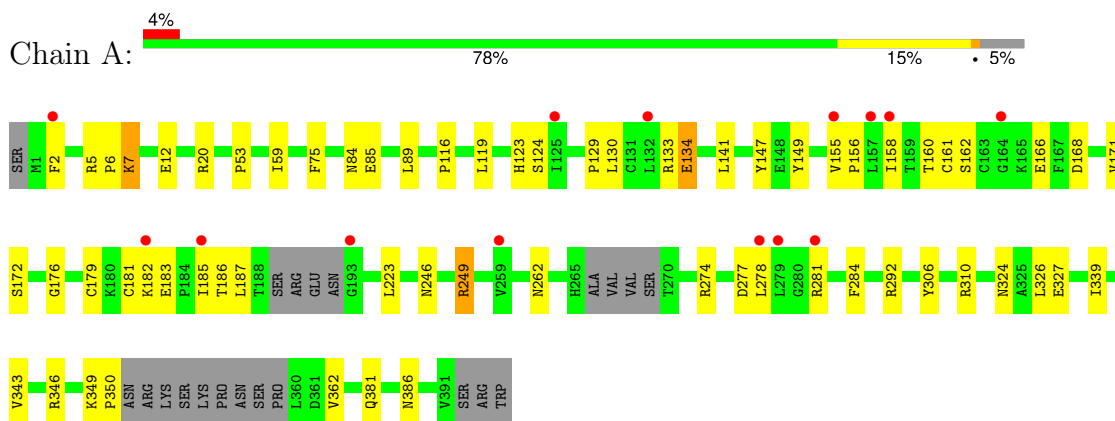 4%
Chain A:
78% 15% • 5%
SER M1 F2 R5 P6 K7 E12 R20 P53 I59 F75 N84 E85 L89 P116 L119 H123 S124 I125 P129 L130 C131 L132 R133 E134 L141 Y147 E148 Y149 V155 P156 L157 I158 T159 T160 C161 S162 C163 G164 K165 E166 F167 D168 V171
S172 G176 C179 K180 C181 K182 E183 P184 I185 T186 L187 T188 SER ARG GLU ASN G193 L223 N246 R249 V259 N262 H265 ALA VAL VAL SER T270 R274 D277 L278 L279 G280 R281 F284 R292 Y306 R310 N324 A325 L326 E327 I339
V343 R346 K349 P350 ASN ARG LYS SER LYS PRO ASN SER PRO L360 D361 V362 Q381 N386 V391 SER ARG TRP